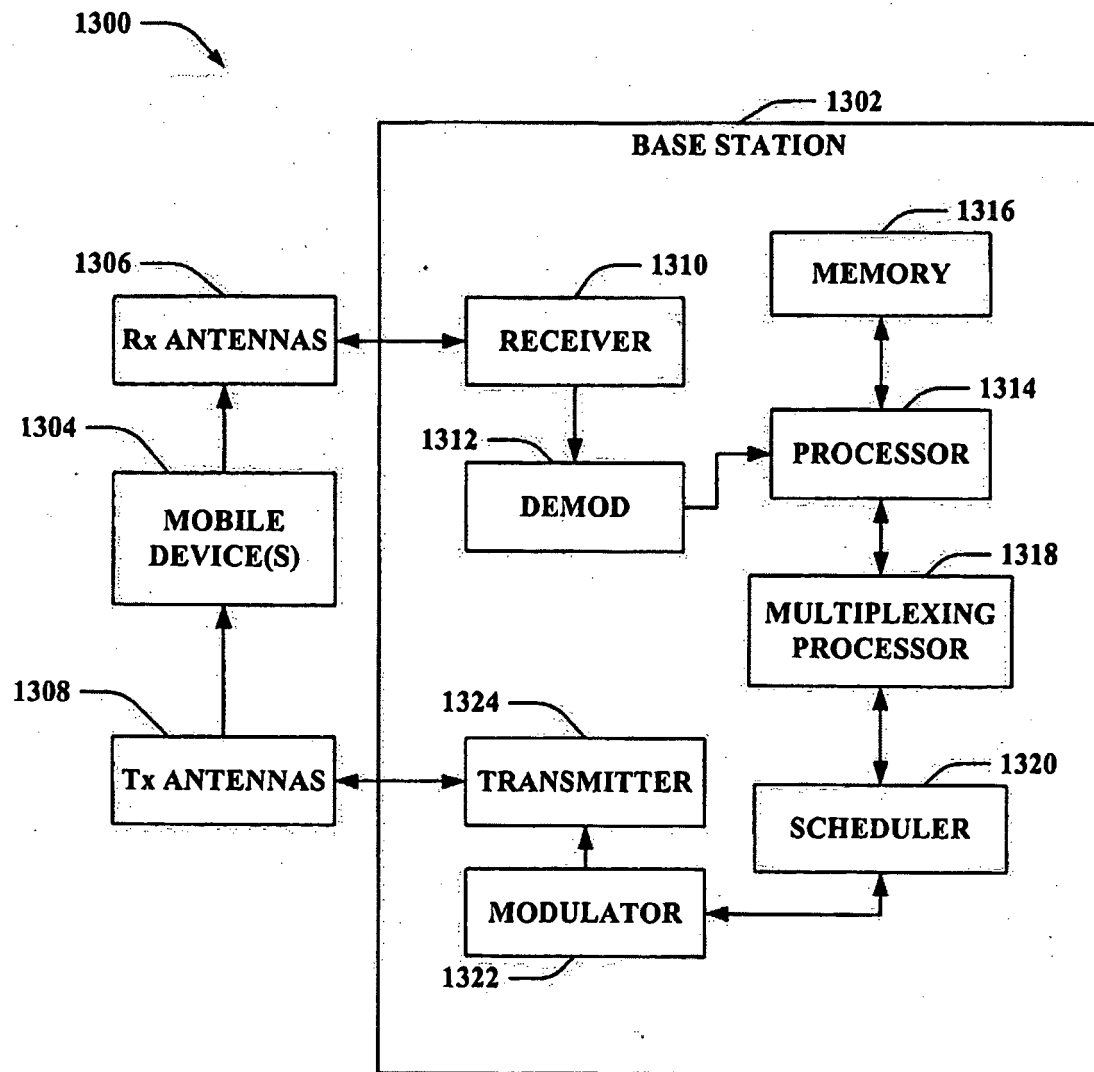 1300
1302
BASE STATION
1316
MEMORY
1306
1310
Rx ANTENNAS
RECEIVER
1314
1304
1312
PROCESSOR
MOBILE
DEVICE(S)
DEMOD
1318
MULTIPLEXING
PROCESSOR
1308
1324
Tx ANTENNAS
TRANSMITTER
1320
SCHEDULER
MODULATOR
1322